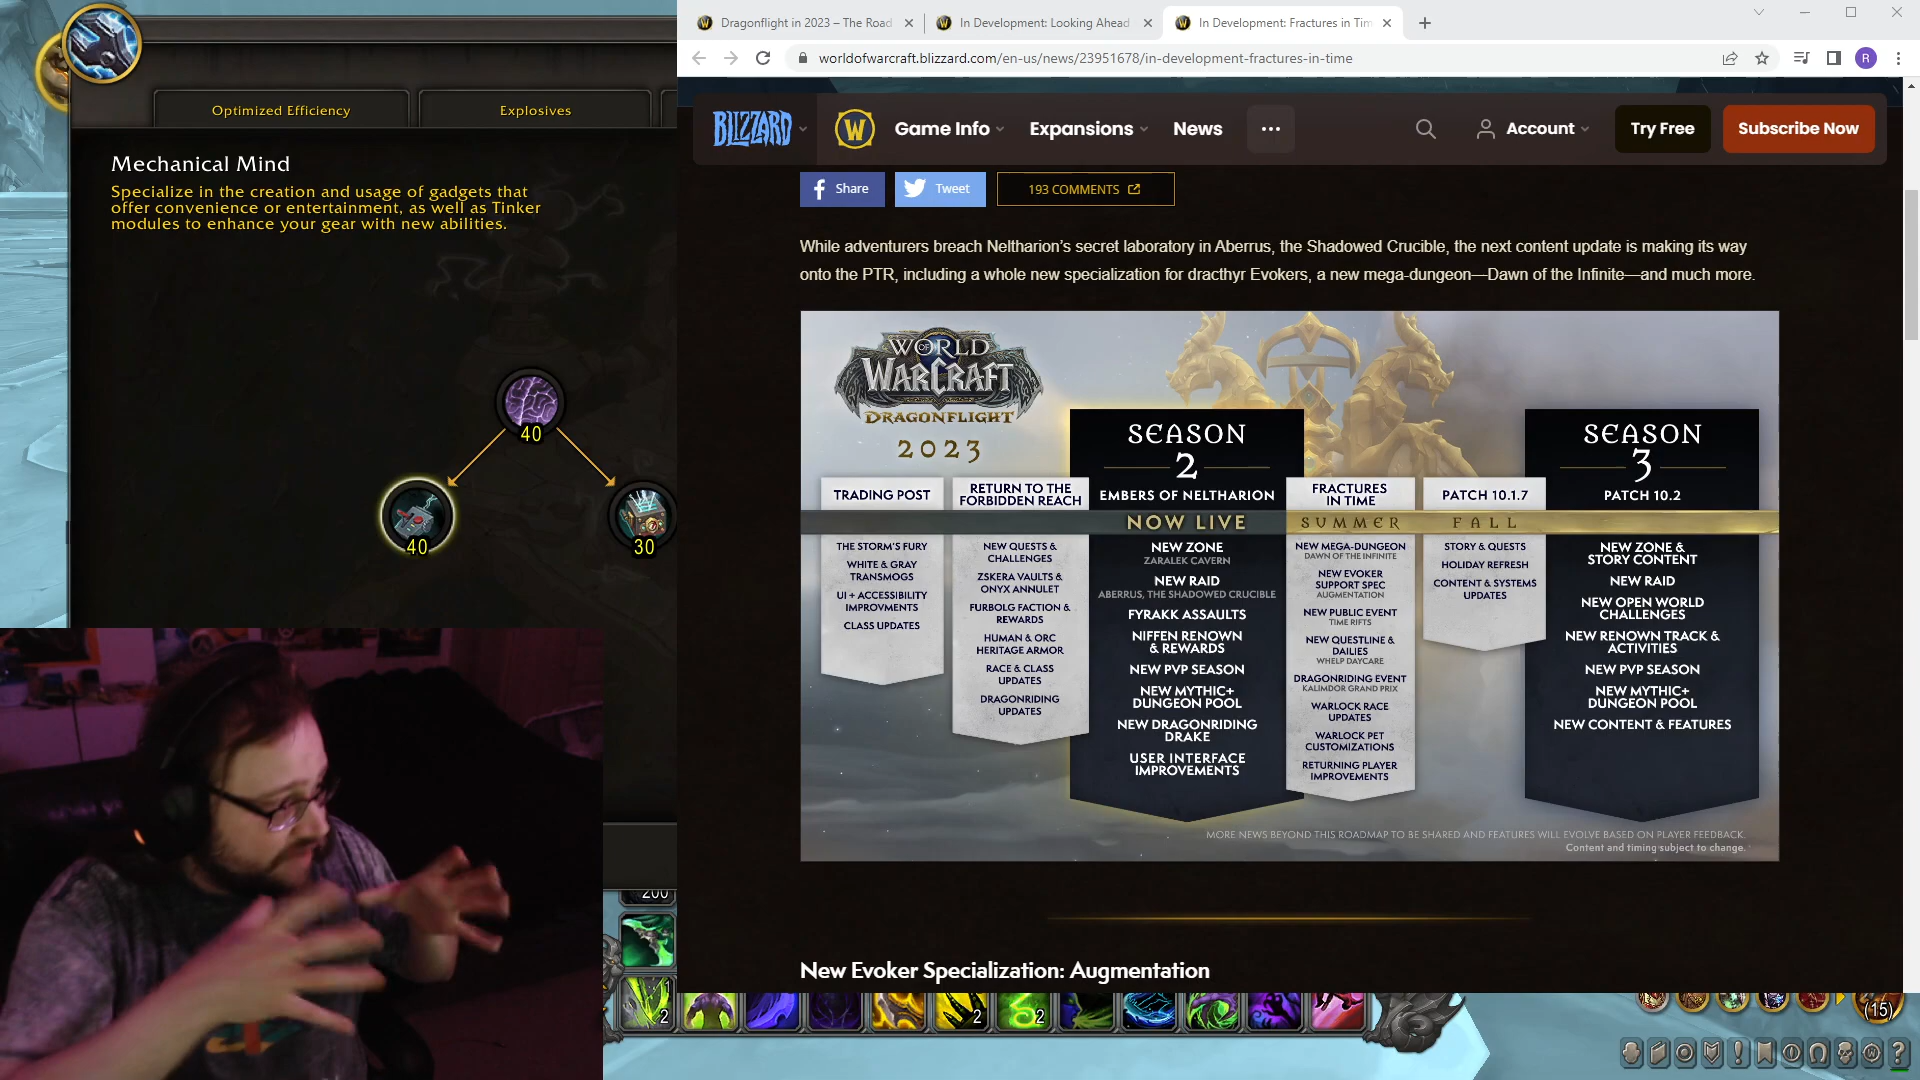 Optimized Efficiency
Explosives
Mechanical Mind
Specialize in the creation and usage of gadgets that
offer convenience or entertainment, as well as Tinker
modules to enhance your gear with new abilities.
40
40
30
200
Dragonflight in 2023 – The Road
In Development: Looking Ahead
In Development: Fractures in Tim
worldofwarcraft.blizzard.com/en-us/news/23951678/in-development-fractures-in-time
R
BLIZZARD
W
Game Info
Expansions
News
Account
Try Free
Subscribe Now
Share
Tweet
193 COMMENTS
While adventurers breach Neltharion’s secret laboratory in Aberrus, the Shadowed Crucible, the next content update is making its way
onto the PTR, including a whole new specialization for dracthyr Evokers, a new mega-dungeon—Dawn of the Infinite—and much more.
WORLD
OF
WARCRAFT
DRAGONFLIGHT
2023
TRADING POST
THE STORM'S FURY
WHITE & GRAY
TRANSMOGS
UI + ACCESSIBILITY
IMPROVMENTS
CLASS UPDATES
RETURN TO THE
FORBIDDEN REACH
NEW QUESTS &
CHALLENGES
ZSKERA VAULTS &
ONYX ANNULET
FURBOLG FACTION &
REWARDS
HUMAN & ORC
HERITAGE ARMOR
RACE & CLASS
UPDATES
DRAGONRIDING
UPDATES
SEASON
2
EMBERS OF NELTHARION
NOW LIVE
NEW ZONE
ZARALEK CAVERN
NEW RAID
ABERRUS, THE SHADOWED CRUCIBLE
FYRAKK ASSAULTS
NIFFEN RENOWN
& REWARDS
NEW PVP SEASON
NEW MYTHIC+
DUNGEON POOL
NEW DRAGONRIDING
DRAKE
USER INTERFACE
IMPROVEMENTS
FRACTURES
IN TIME
SUMMER
NEW MEGA-DUNGEON
DAWN OF THE INFINITE
NEW EVOKER
SUPPORT SPEC
AUGMENTATION
NEW PUBLIC EVENT
TIME RIFTS
NEW QUESTLINE &
DAILIES
WHELP DAYCARE
DRAGONRIDING EVENT
KALIMDOR GRAND PRIX
WARLOCK RACE
UPDATES
WARLOCK PET
CUSTOMIZATIONS
RETURNING PLAYER
IMPROVEMENTS
PATCH 10.1.7
FALL
STORY & QUESTS
HOLIDAY REFRESH
CONTENT & SYSTEMS
UPDATES
SEASON
3
PATCH 10.2
NEW ZONE &
STORY CONTENT
NEW RAID
NEW OPEN WORLD
CHALLENGES
NEW RENOWN TRACK &
ACTIVITIES
NEW PVP SEASON
NEW MYTHIC+
DUNGEON POOL
NEW CONTENT & FEATURES
MORE NEWS BEYOND THIS ROADMAP TO BE SHARED AND FEATURES WILL EVOLVE BASED ON PLAYER FEEDBACK.
Content and timing subject to change.
New Evoker Specialization: Augmentation
1
2
2
2
(15)